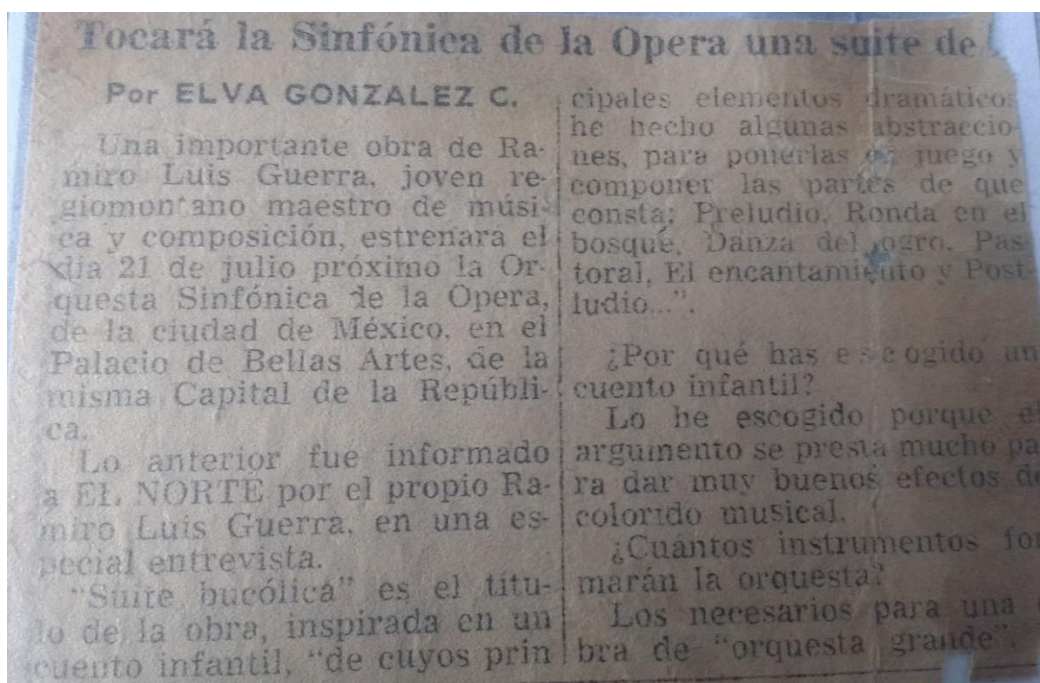 Tocará la Sinfónica de la Opera una suite de
Por ELVA GONZALEZ C.
Una importante obra de Ra-
miro Luis Guerra, joven re-
giomontano maestro de músi-
ca y composición, estrenara el
día 21 de julio próximo la Or-
questa Sinfónica de la Opera,
de la ciudad de México, en el
Palacio de Bellas Artes, de la
misma Capital de la Repúbli-
ca.
Lo anterior fue informado
a EL NORTE por el propio Ra-
miro Luis Guerra, en una es-
pecial entrevista.
"Suite bucólica" es el títu-
lo de la obra, inspirada en un
cuento infantil, "de cuyos prin
cipales elementos dramáticos
he hecho algunas abstraccio-
nes, para ponerlas en juego y
componer las partes de que
consta; Preludio, Ronda en el
bosque, Danza del ogro, Pas-
toral, El encantamiento y Post-
ludio...".
¿Por qué has escogido un
cuento infantil?
Lo he escogido porque el
argumento se presta mucho pa
ra dar muy buenos efectos de
colorido musical.
¿Cuántos instrumentos for
marán la orquesta?
Los necesarios para una o
bra de "orquesta grande".